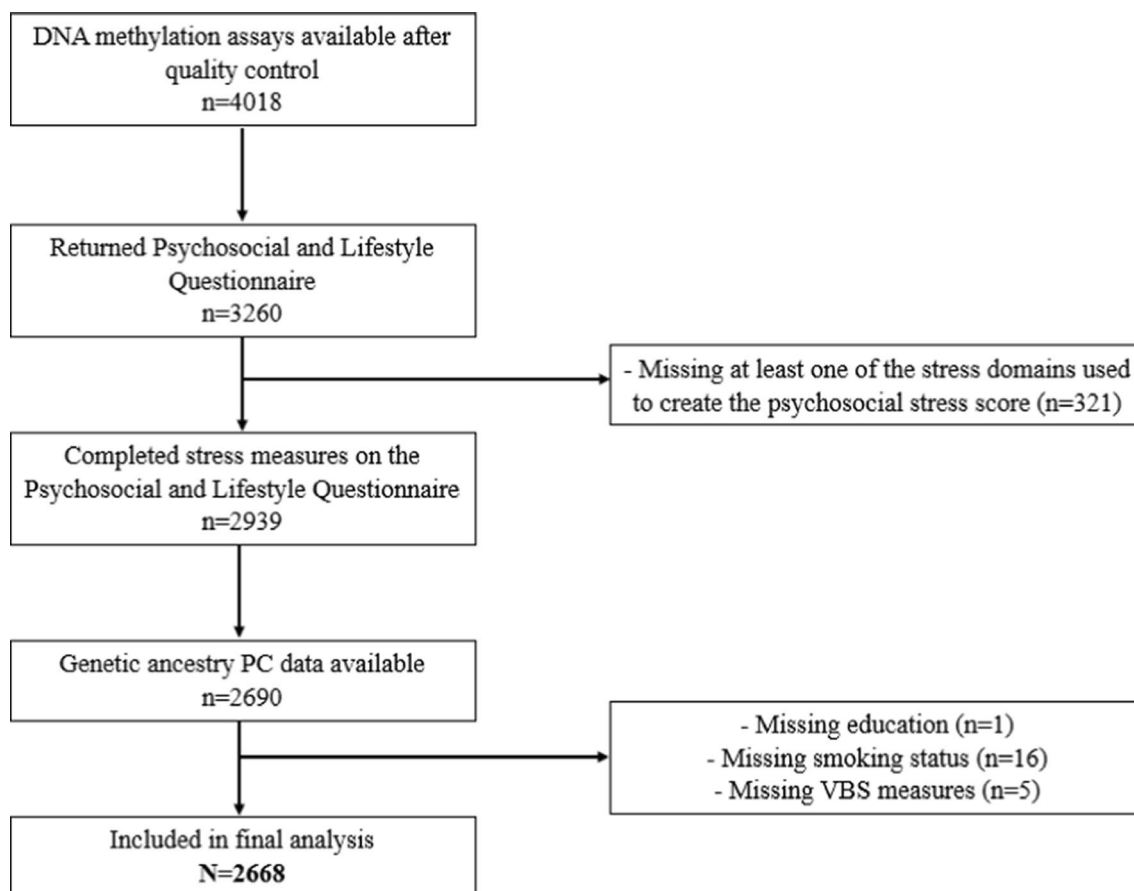 DNA methylation assays available after
quality control
n=4018
Returned Psychosocial and Lifestyle
Questionnaire
n=3260
- Missing at least one of the stress domains used
to create the psychosocial stress score (n=321)
Completed stress measures on the
Psychosocial and Lifestyle Questionnaire
n=2939
Genetic ancestry PC data available
n=2690
- Missing education (n=1)
- Missing smoking status (n=16)
- Missing VBS measures (n=5)
Included in final analysis
N=2668